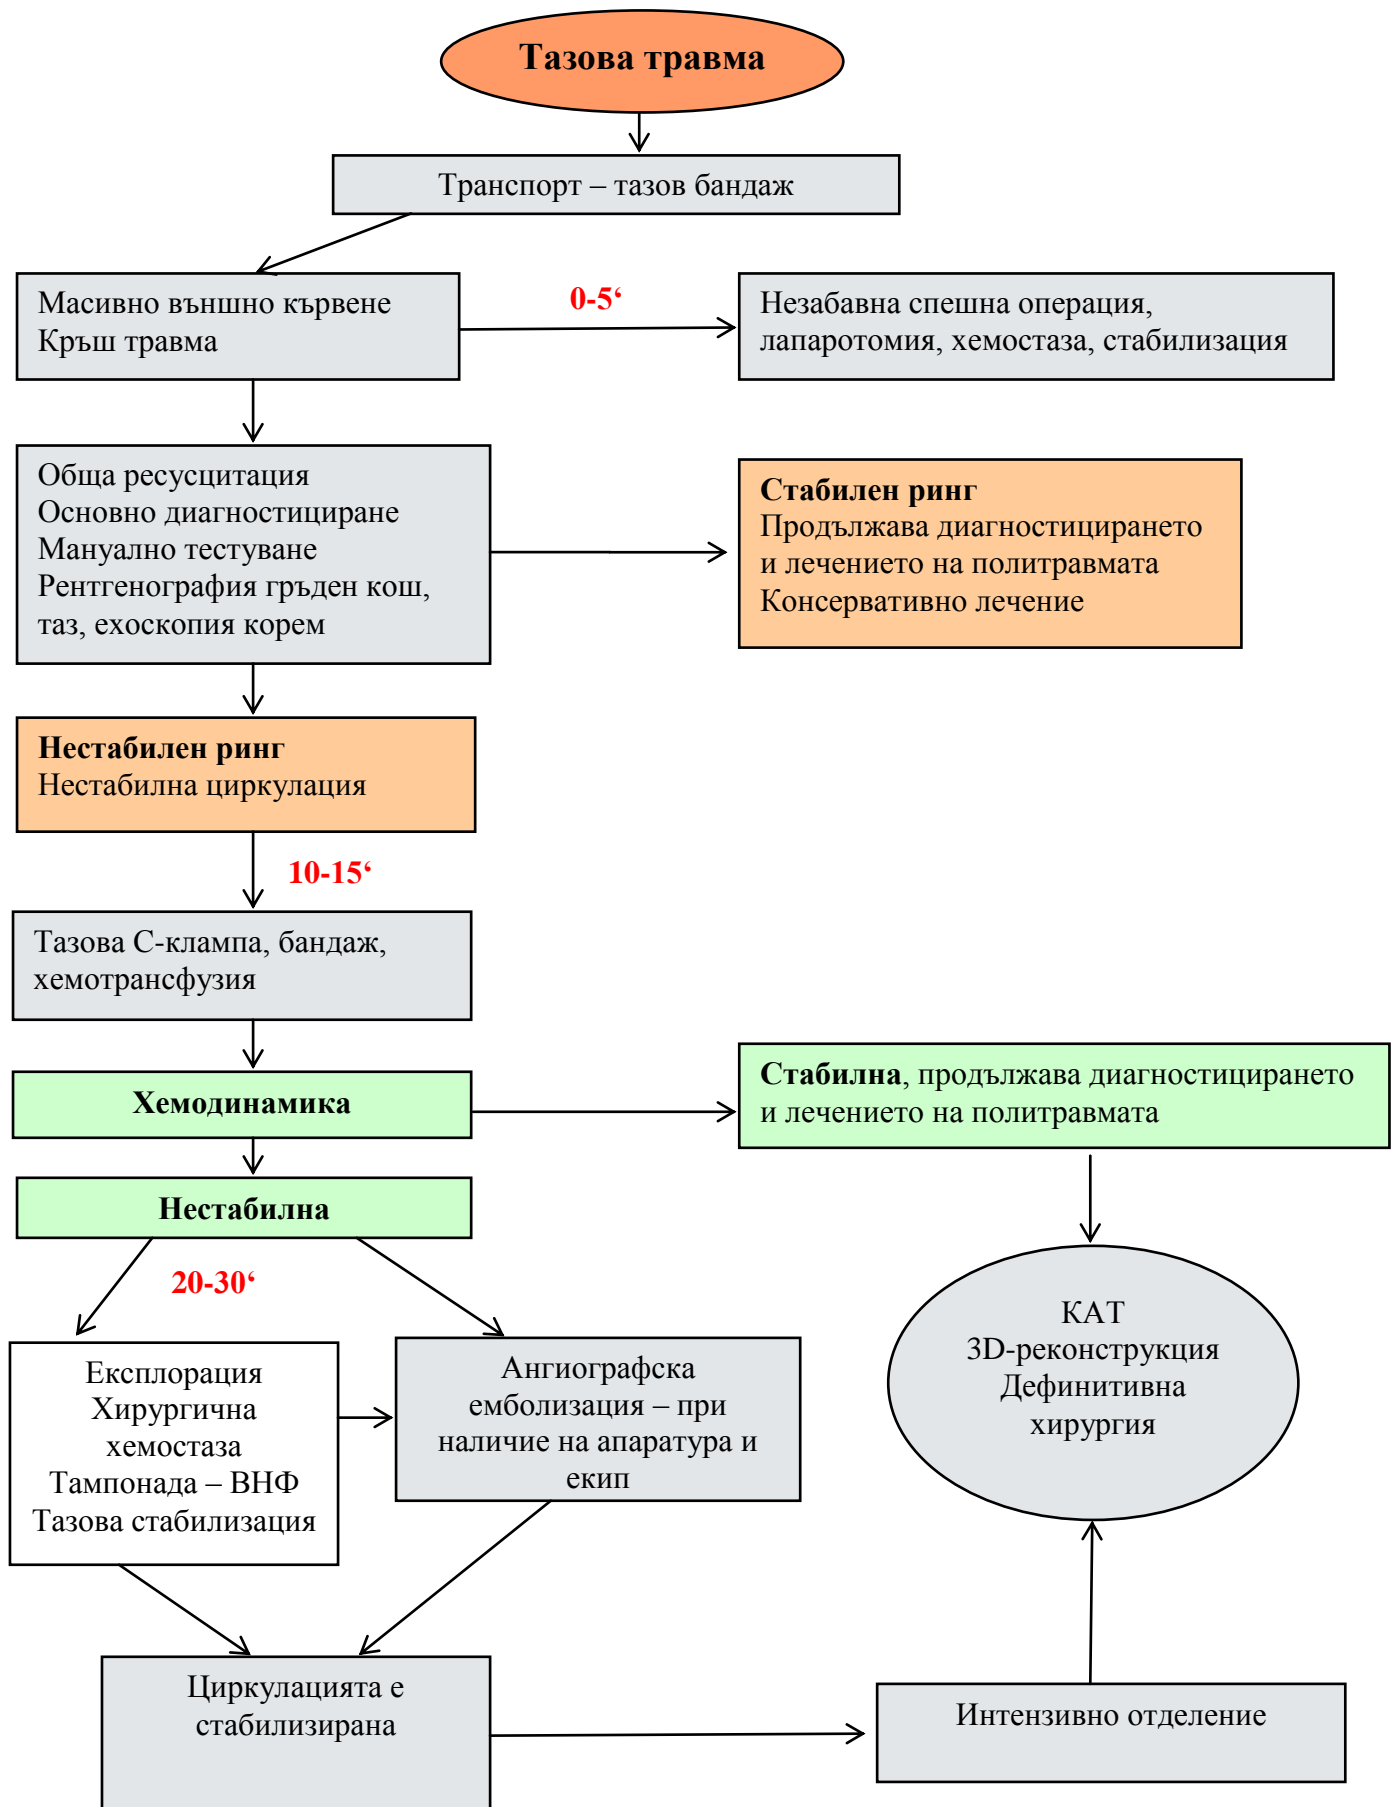 Тазова травма
Транспорт – тазов бандаж
Масивно външно кървене
Кръш травма
0-5‘
Незабавна спешна операция,
лапаротомия, хемостаза, стабилизация
Обща ресусцитация
Основно диагностициране
Мануално тестуване
Рентгенография гръден кош,
таз, ехоскопия корем
Стабилен ринг
Продължава диагностицирането
и лечението на политравмата
Консервативно лечение
Нестабилен ринг
Нестабилна циркулация
10-15‘
Тазова С-клампа, бандаж,
хемотрансфузия
Хемодинамика
Стабилна, продължава диагностицирането
и лечението на политравмата
Нестабилна
20-30‘
Експлорация
Хирургична
хемостаза
Тампонада – ВНФ
Тазова стабилизация
Ангиографска
емболизация – при
наличие на апаратура и
екип
КАТ
3D-реконструкция
Дефинитивна
хирургия
Циркулацията е
стабилизирана
Интензивно отделение